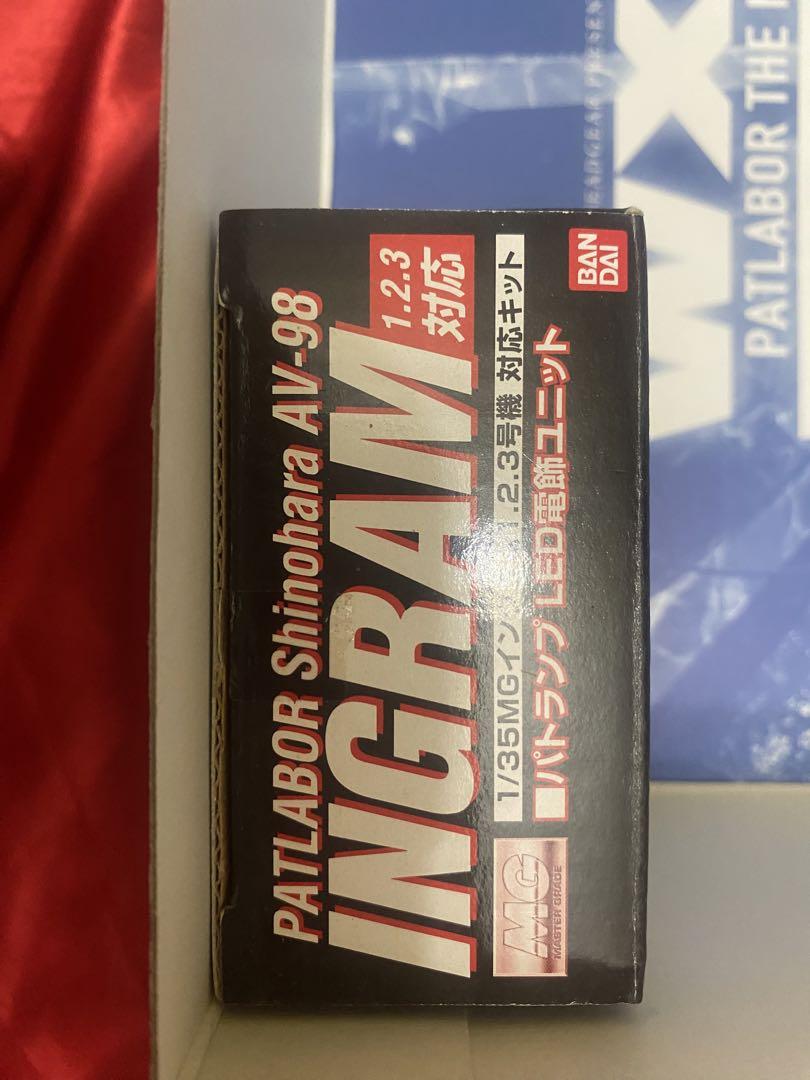 PATLABOR Shinohara AV-98
INGRAM
1.2.3
対応
1/35MGイン 1.2.3号機 対応キット
■パトランプ LED電飾ユニット
MG
MASTER GRADE
BAN
DAI
PATLABOR THE